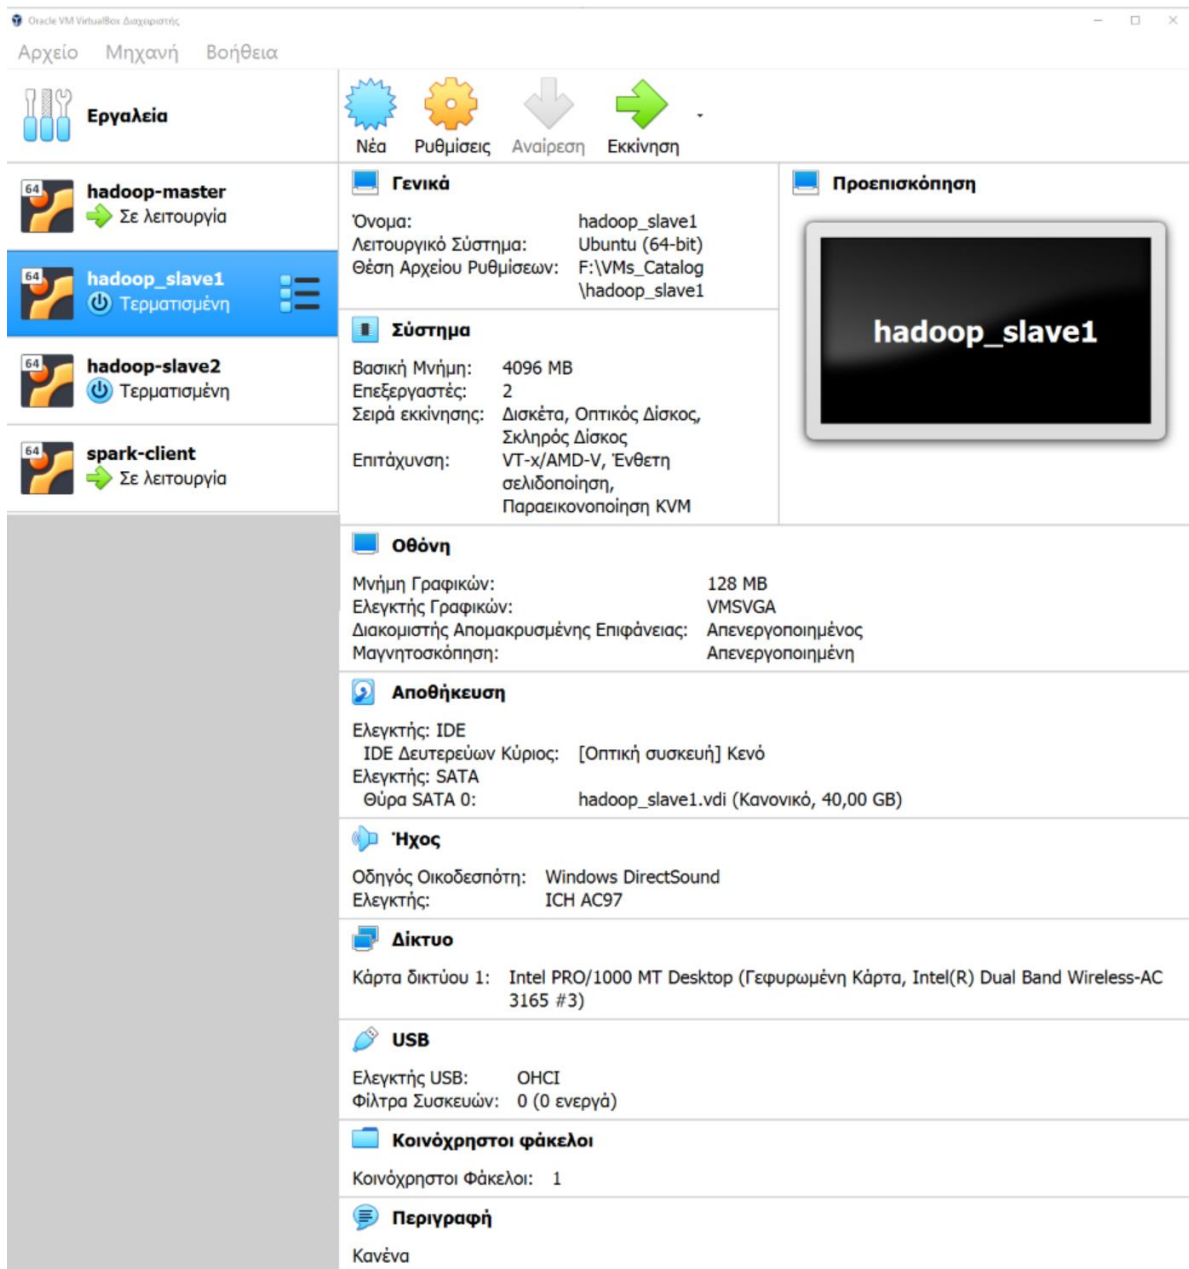 Oracle VM VirtualBox Διαχειριστής
Αρχείο Μηχανή Βοήθεια
Εργαλεία
Νέα Ρυθμίσεις Αναίρεση Εκκίνηση
64
hadoop-master
Σε λειτουργία
64
hadoop_slave1
Τερματισμένη
64
hadoop-slave2
Τερματισμένη
64
spark-client
Σε λειτουργία
Γενικά
Όνομα: hadoop_slave1
Λειτουργικό Σύστημα: Ubuntu (64-bit)
Θέση Αρχείου Ρυθμίσεων: F:\VMs_Catalog
\hadoop_slave1
Προεπισκόπηση
hadoop_slave1
Σύστημα
Βασική Μνήμη: 4096 MB
Επεξεργαστές: 2
Σειρά εκκίνησης: Δισκέτα, Οπτικός Δίσκος,
Σκληρός Δίσκος
Επιτάχυνση: VT-x/AMD-V, Ένθετη
σελιδοποίηση,
Παραεικονοποίηση KVM
Οθόνη
Μνήμη Γραφικών: 128 MB
Ελεγκτής Γραφικών: VMSVGA
Διακομιστής Απομακρυσμένης Επιφάνειας: Απενεργοποιημένος
Μαγνητοσκόπηση: Απενεργοποιημένη
Αποθήκευση
Ελεγκτής: IDE
IDE Δευτερεύων Κύριος: [Οπτική συσκευή] Κενό
Ελεγκτής: SATA
Θύρα SATA 0: hadoop_slave1.vdi (Κανονικό, 40,00 GB)
Ήχος
Οδηγός Οικοδεσπότη: Windows DirectSound
Ελεγκτής: ICH AC97
Δίκτυο
Κάρτα δικτύου 1: Intel PRO/1000 MT Desktop (Γεφυρωμένη Κάρτα, Intel(R) Dual Band Wireless-AC
3165 #3)
USB
Ελεγκτής USB: OHCI
Φίλτρα Συσκευών: 0 (0 ενεργά)
Κοινόχρηστοι φάκελοι
Κοινόχρηστοι Φάκελοι: 1
Περιγραφή
Κανένα